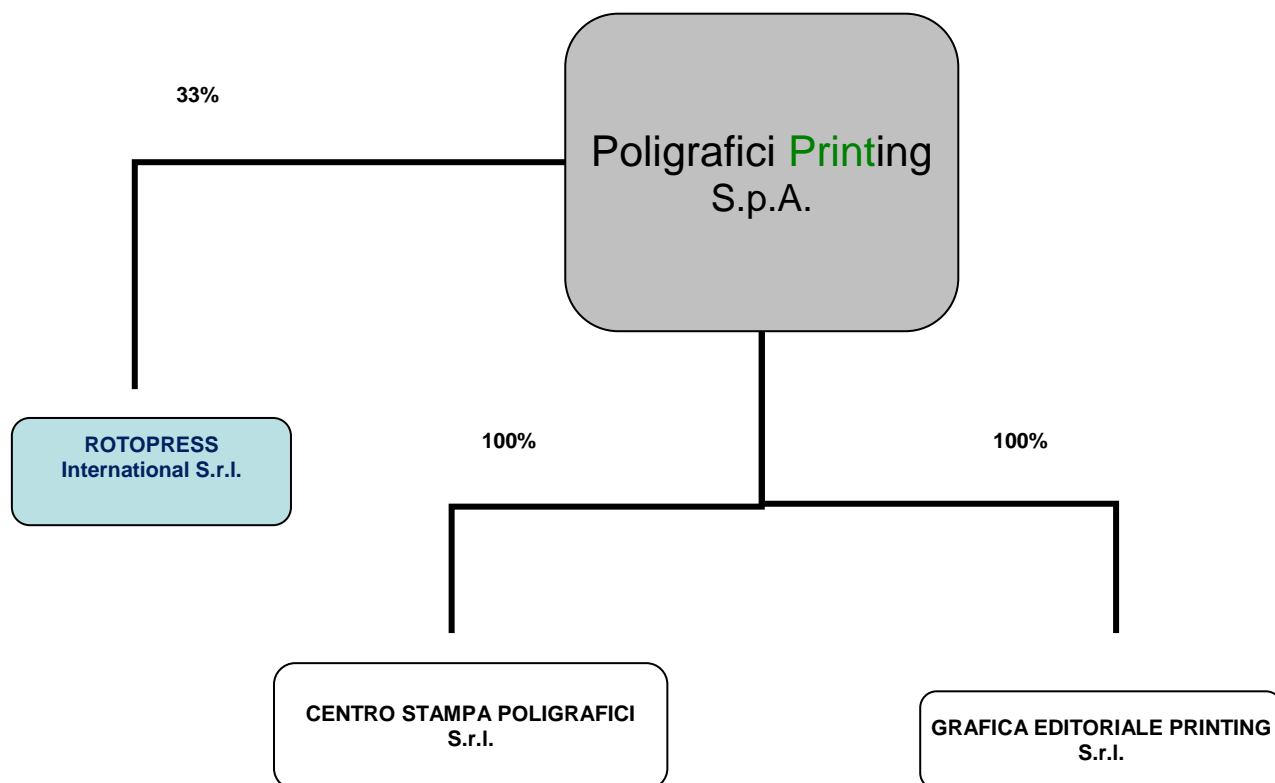 33%
Poligrafici Printing
S.p.A.
ROTOPRESS
International S.r.l.
100%
100%
CENTRO STAMPA POLIGRAFICI
S.r.l.
GRAFICA EDITORIALE PRINTING
S.r.l.